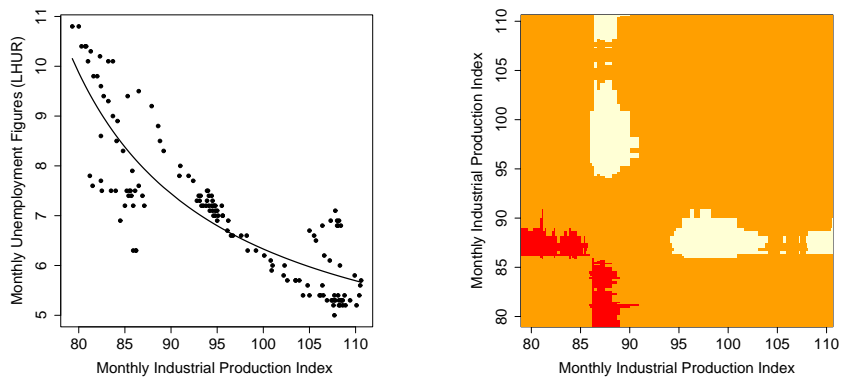 Monthly Unemployment Figures (LHUR)
11
10
9
8
7
6
5
80 85 90 95 100 105 110
Monthly Industrial Production Index
Monthly Industrial Production Index
110
105
100
95
90
85
80
80 85 90 95 100 105 110
Monthly Industrial Production Index